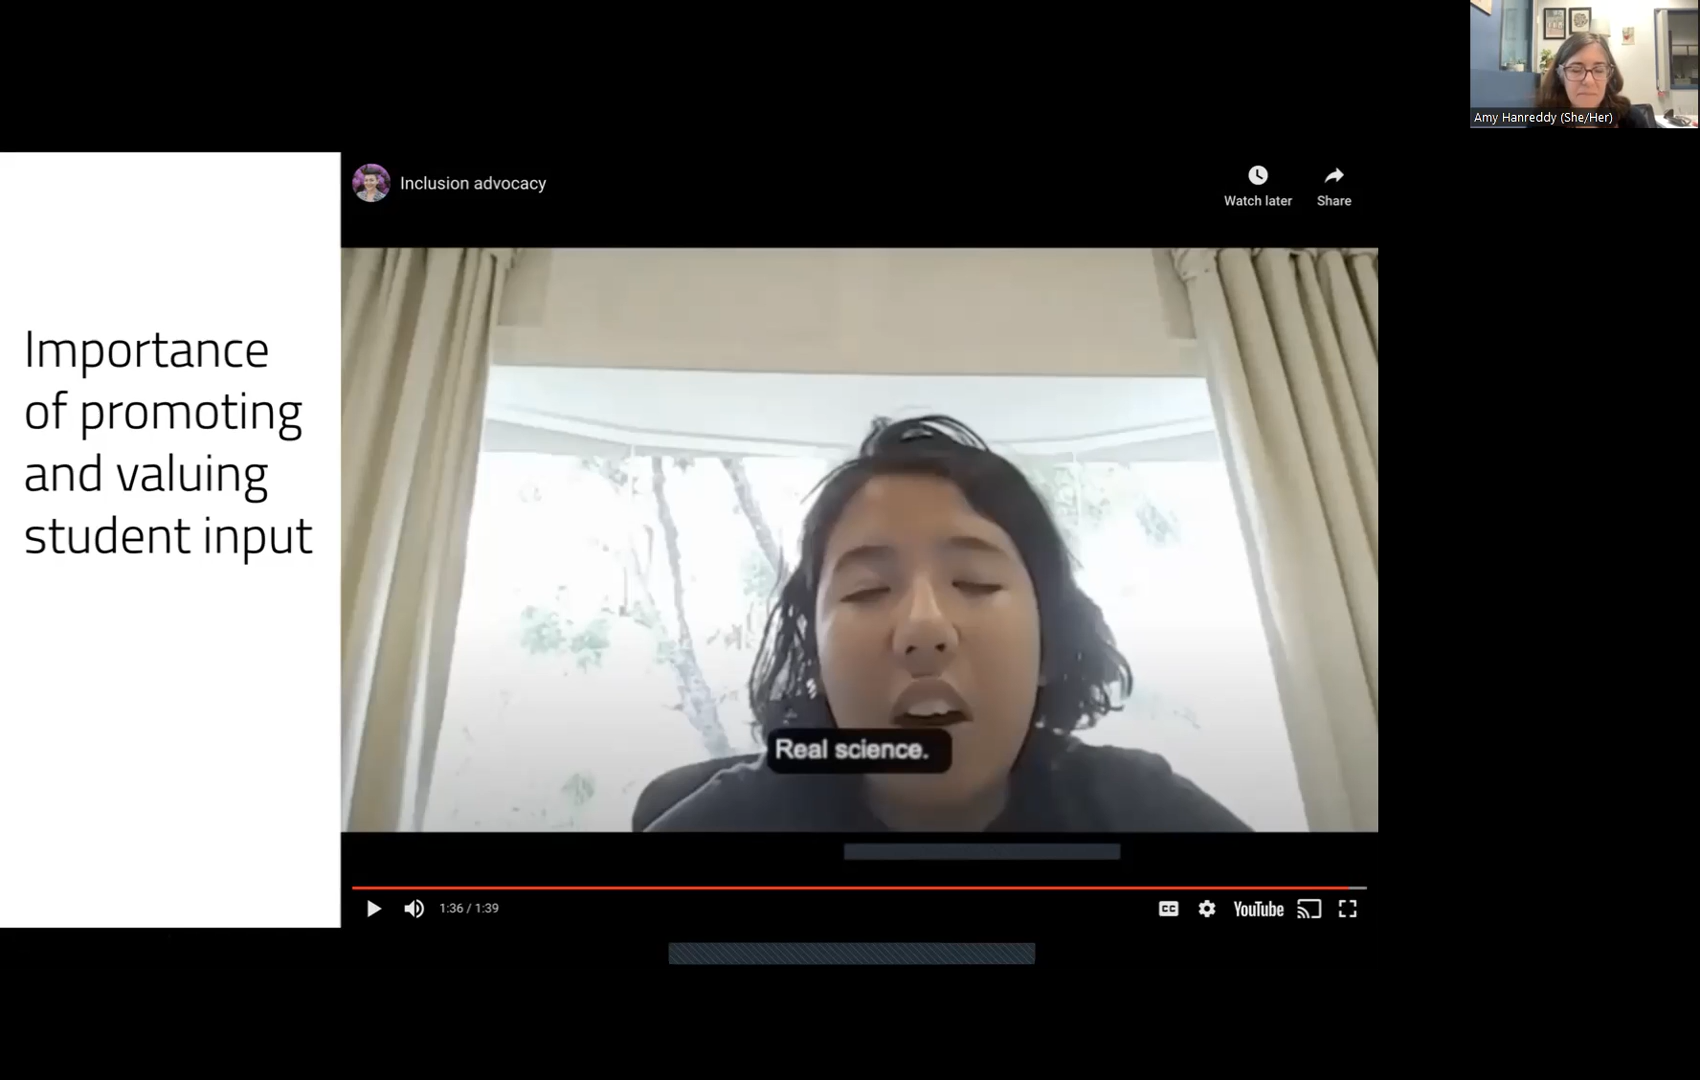 Amy Hanreddy (She/Her)
Inclusion advocacy
Watch later
Share
Importance
of promoting
and valuing
student input
Real science.
1:36 / 1:39
CC
YouTube